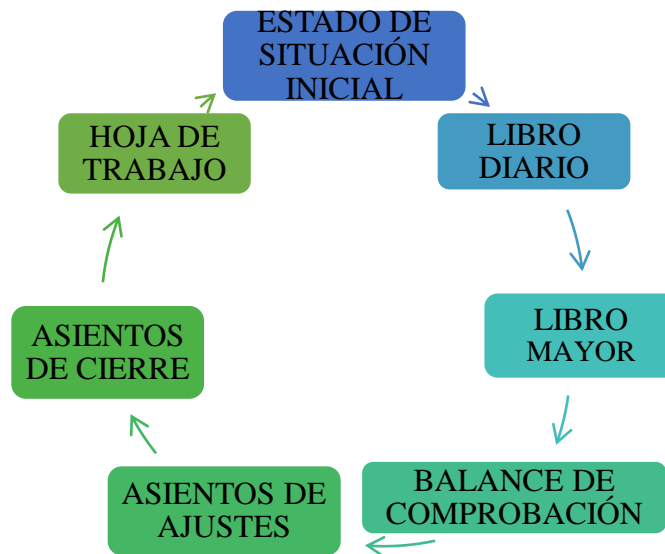 ESTADO DE
SITUACIÓN
INICIAL
LIBRO
DIARIO
LIBRO
MAYOR
BALANCE DE
COMPROBACIÓN
ASIENTOS DE
AJUSTES
ASIENTOS
DE CIERRE
HOJA DE
TRABAJO